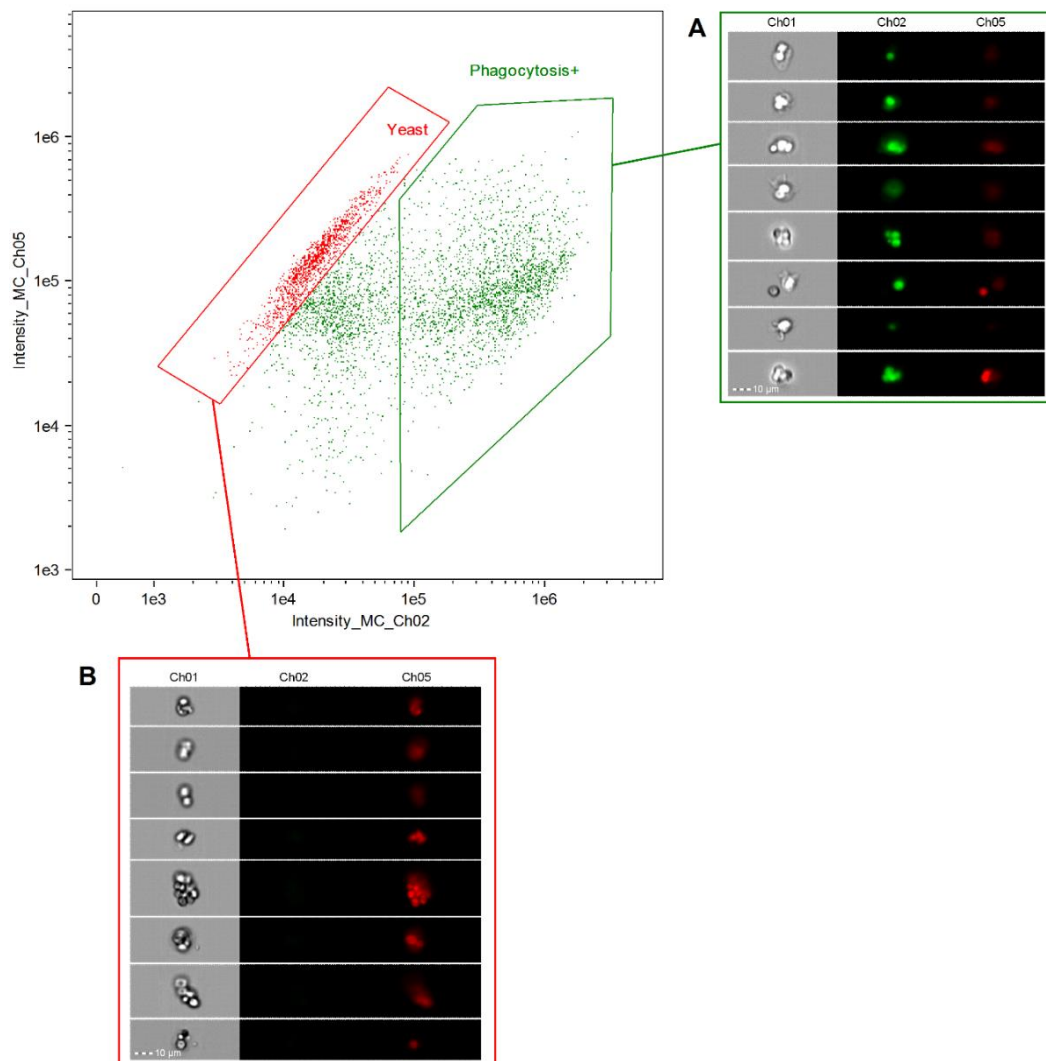 A
Ch01 Ch02 Ch05
10 µm
Phagocytosis+
Yeast
1e6
1e5
1e4
1e3
Intensity_MC_Ch05
0 1e3 1e4 1e5 1e6
Intensity_MC_Ch02
B
Ch01 Ch02 Ch05
10 µm